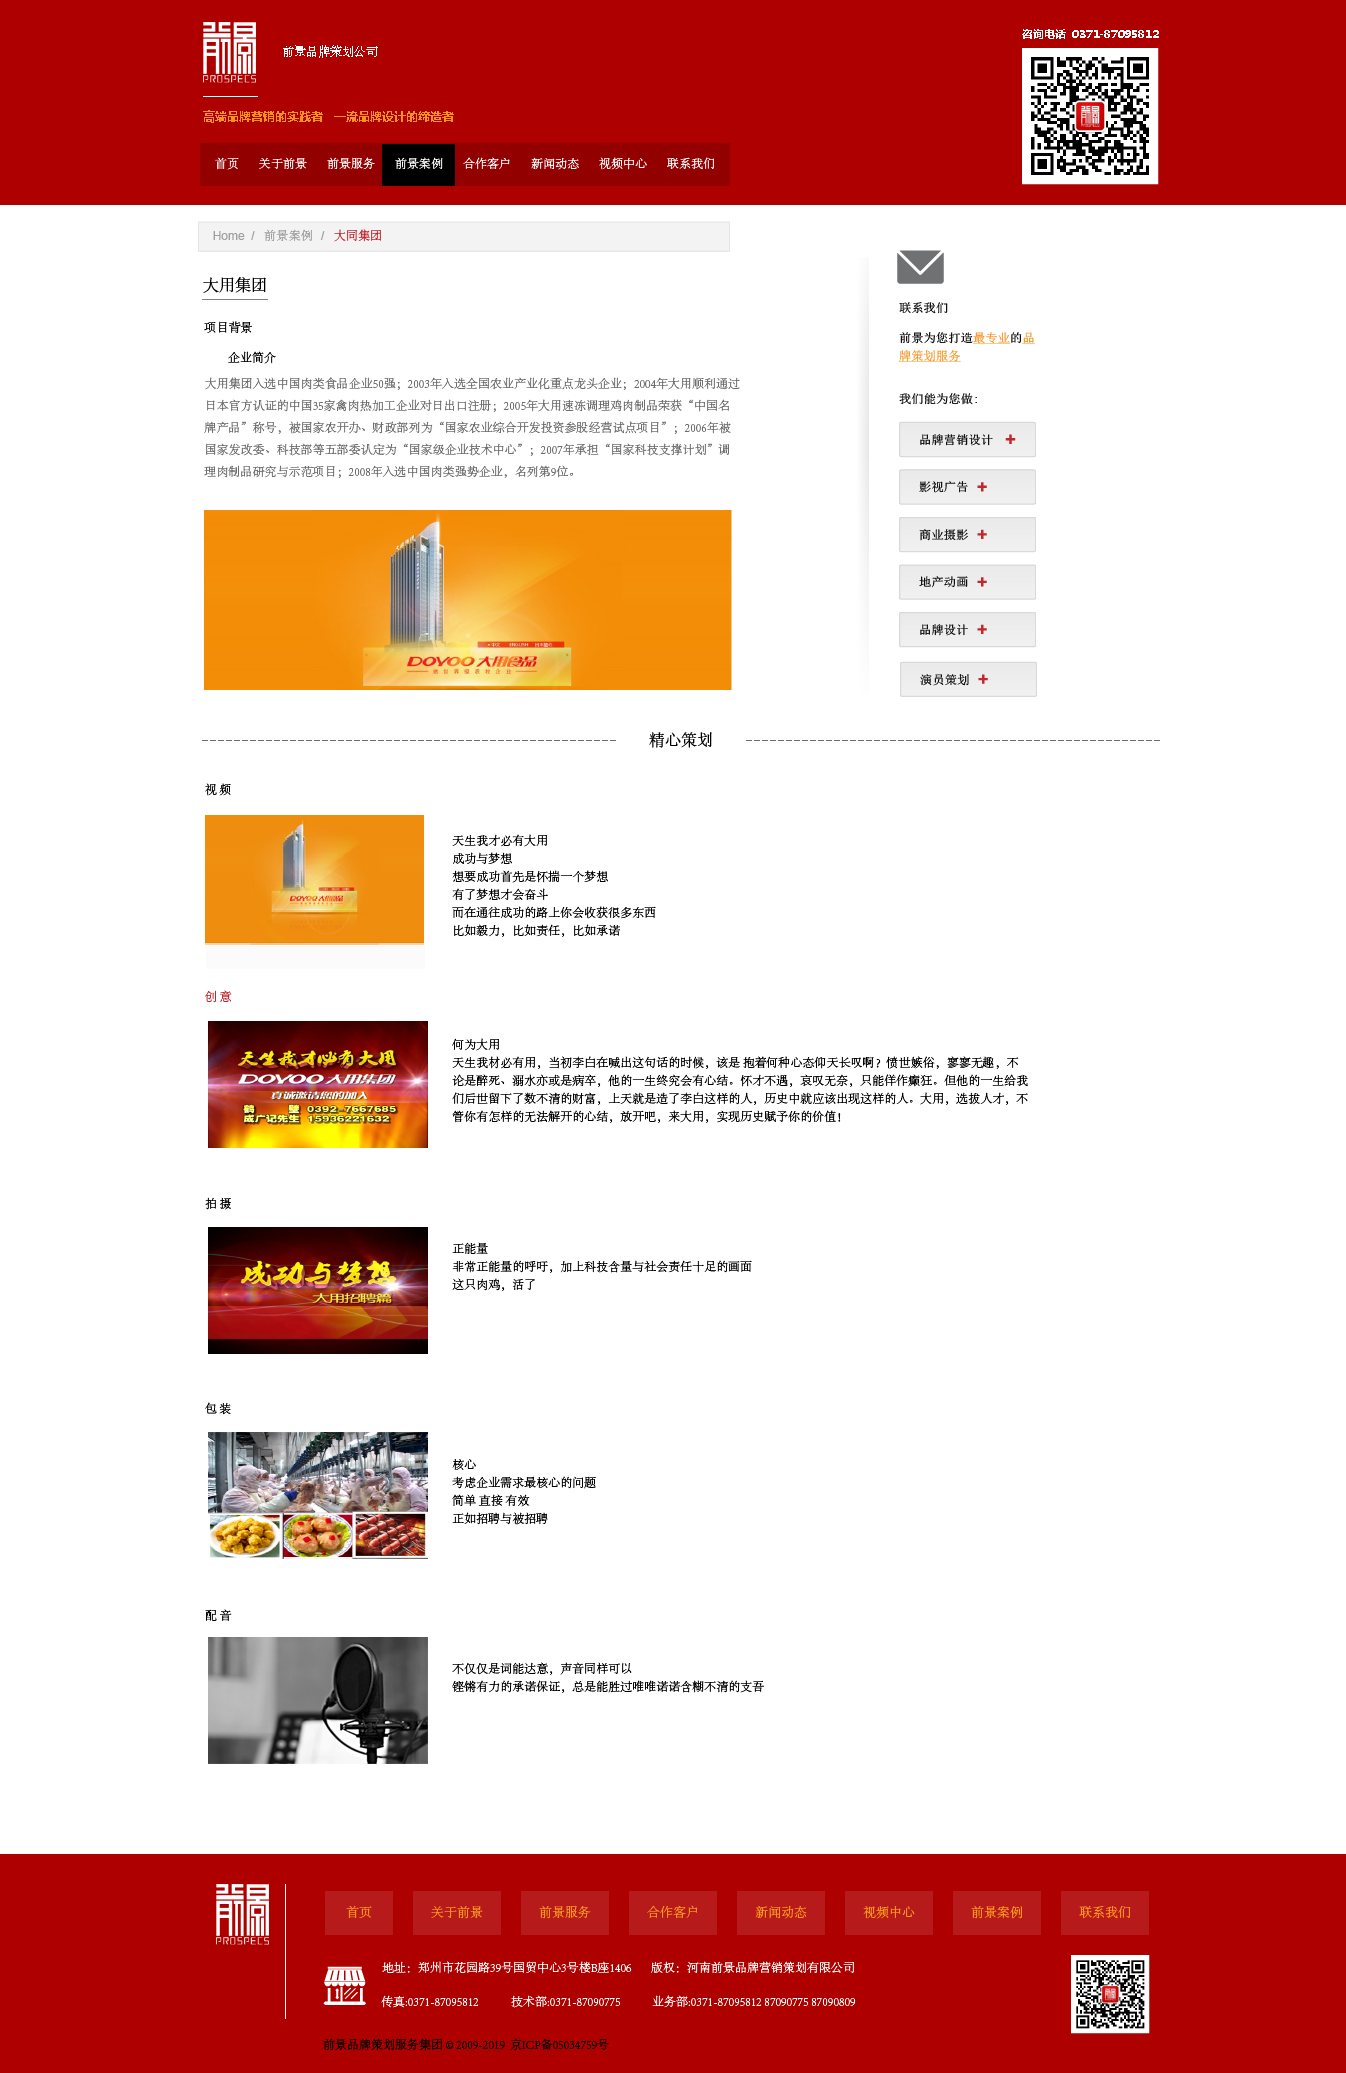 前景
PROSPECS
前景品牌策划公司
咨询电话 0371-87095812
高端品牌营销的实践者 一流品牌设计的缔造者
首页 关于前景 前景服务 前景案例 合作客户 新闻动态 视频中心 联系我们
Home / 前景案例 / 大同集团
大用集团
项目背景
企业简介
大用集团入选中国肉类食品企业50强；2003年入选全国农业产业化重点龙头企业；2004年大用顺利通过
日本官方认证的中国35家禽肉热加工企业对日出口注册；2005年大用速冻调理鸡肉制品荣获“中国名
牌产品”称号，被国家农开办、财政部列为“国家农业综合开发投资参股经营试点项目”；2006年被
国家发改委、科技部等五部委认定为“国家级企业技术中心”；2007年承担“国家科技支撑计划”调
理肉制品研究与示范项目；2008年入选中国肉类强势企业，名列第9位。
DOYOO 大用食品
联系我们
前景为您打造最专业的品
牌策划服务
我们能为您做：
品牌营销设计 +
影视广告 +
商业摄影 +
地产动画 +
品牌设计 +
演员策划 +
精心策划
视频
DOYOO 大用食品
天生我才必有大用
成功与梦想
想要成功首先是怀揣一个梦想
有了梦想才会奋斗
而在通往成功的路上你会收获很多东西
比如毅力，比如责任，比如承诺
创意
天生我才必有大用
DOYOO 大用集团
真诚邀请您的加入
鹤 壁 0392 7667685
成广记先生 15936221632
何为大用
天生我材必有用，当初李白在喊出这句话的时候，该是 抱着何种心态仰天长叹啊？愤世嫉俗，寥寥无趣，不
论是醉死、溺水亦或是病卒，他的一生终究会有心结。怀才不遇，哀叹无奈，只能佯作癫狂。但他的一生给我
们后世留下了数不清的财富，上天就是造了李白这样的人，历史中就应该出现这样的人。大用，选拔人才，不
管你有怎样的无法解开的心结，放开吧，来大用，实现历史赋予你的价值！
拍摄
成功与梦想
大用招聘篇
正能量
非常正能量的呼吁，加上科技含量与社会责任十足的画面
这只肉鸡，活了
包装
核心
考虑企业需求最核心的问题
简单 直接 有效
正如招聘与被招聘
配音
不仅仅是词能达意，声音同样可以
铿锵有力的承诺保证，总是能胜过唯唯诺诺含糊不清的支吾
前景
PROSPECS
首页 关于前景 前景服务 合作客户 新闻动态 视频中心 前景案例 联系我们
地址：郑州市花园路39号国贸中心3号楼B座1406 版权：河南前景品牌营销策划有限公司
传真:0371-87095812 技术部:0371-87090775 业务部:0371-87095812 87090775 87090809
前景品牌策划服务集团 © 2009-2019 京ICP备05034759号